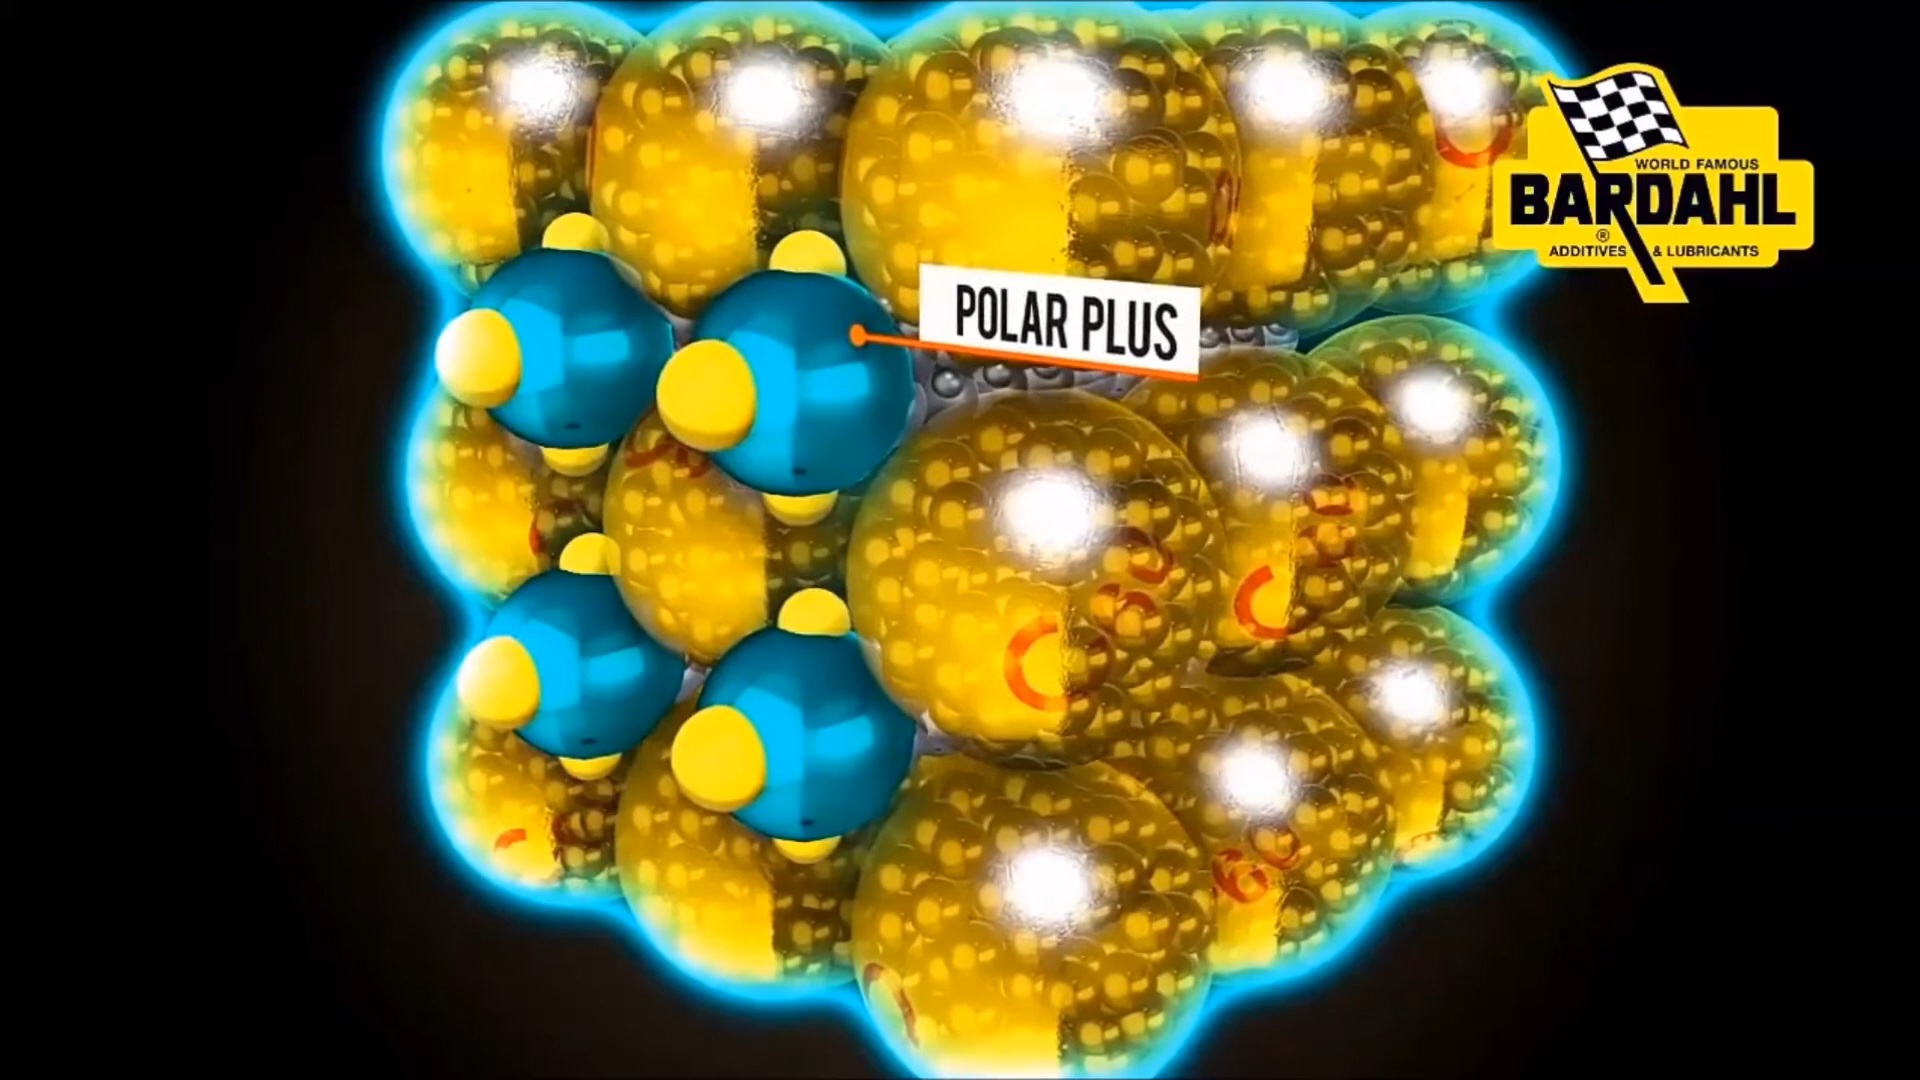 POLAR PLUS
WORLD FAMOUS
BARDAHL
®
ADDITIVES & LUBRICANTS